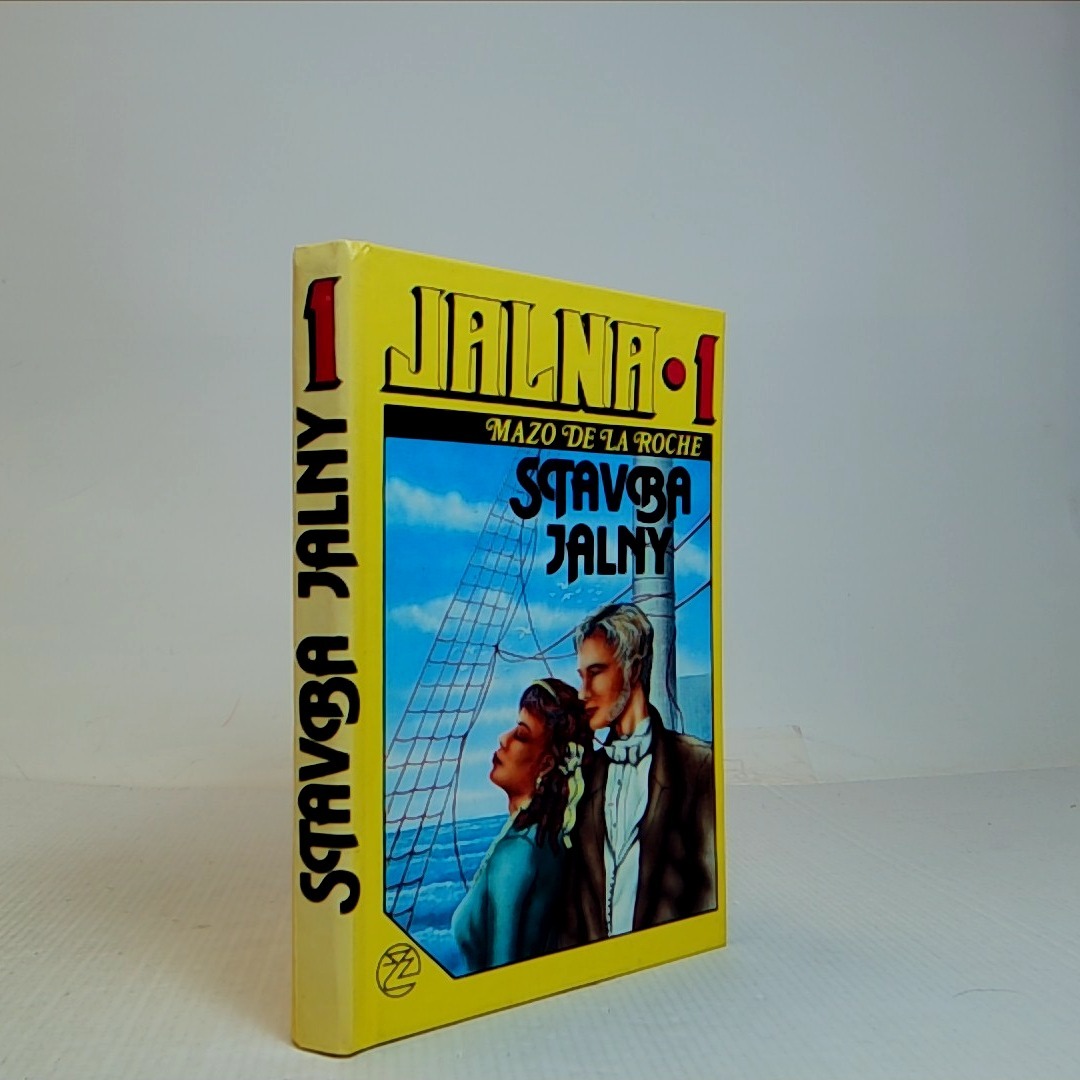 1
STAVBA JALNY
JALNA•1
MAZO DE LA ROCHE
STAVBA
JALNY